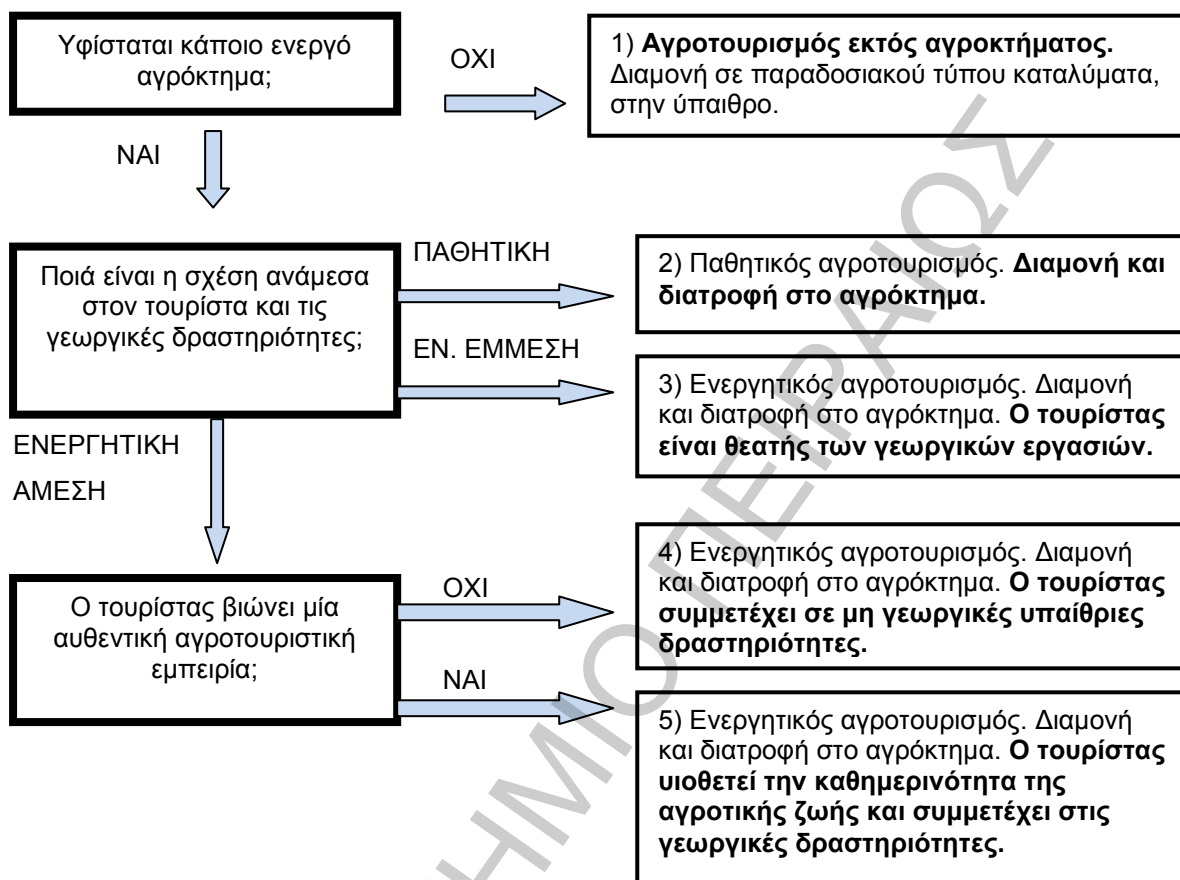 Υφίσταται κάποιο ενεργό
αγρόκτημα;
ΟΧΙ
1) Αγροτουρισμός εκτός αγροκτήματος.
Διαμονή σε παραδοσιακού τύπου καταλύματα,
στην ύπαιθρο.
ΝΑΙ
Ποιά είναι η σχέση ανάμεσα
στον τουρίστα και τις
γεωργικές δραστηριότητες;
ΠΑΘΗΤΙΚΗ
2) Παθητικός αγροτουρισμός. Διαμονή και
διατροφή στο αγρόκτημα.
ΕΝ. ΕΜΜΕΣΗ
3) Ενεργητικός αγροτουρισμός. Διαμονή
και διατροφή στο αγρόκτημα. Ο τουρίστας
είναι θεατής των γεωργικών εργασιών.
ΕΝΕΡΓΗΤΙΚΗ
ΑΜΕΣΗ
Ο τουρίστας βιώνει μία
αυθεντική αγροτουριστική
εμπειρία;
ΟΧΙ
4) Ενεργητικός αγροτουρισμός. Διαμονή
και διατροφή στο αγρόκτημα. Ο τουρίστας
συμμετέχει σε μη γεωργικές υπαίθριες
δραστηριότητες.
ΝΑΙ
5) Ενεργητικός αγροτουρισμός. Διαμονή
και διατροφή στο αγρόκτημα. Ο τουρίστας
υιοθετεί την καθημερινότητα της
αγροτικής ζωής και συμμετέχει στις
γεωργικές δραστηριότητες.
ΗΜΙΟ ΠΕΙΡΑΙΩΣ